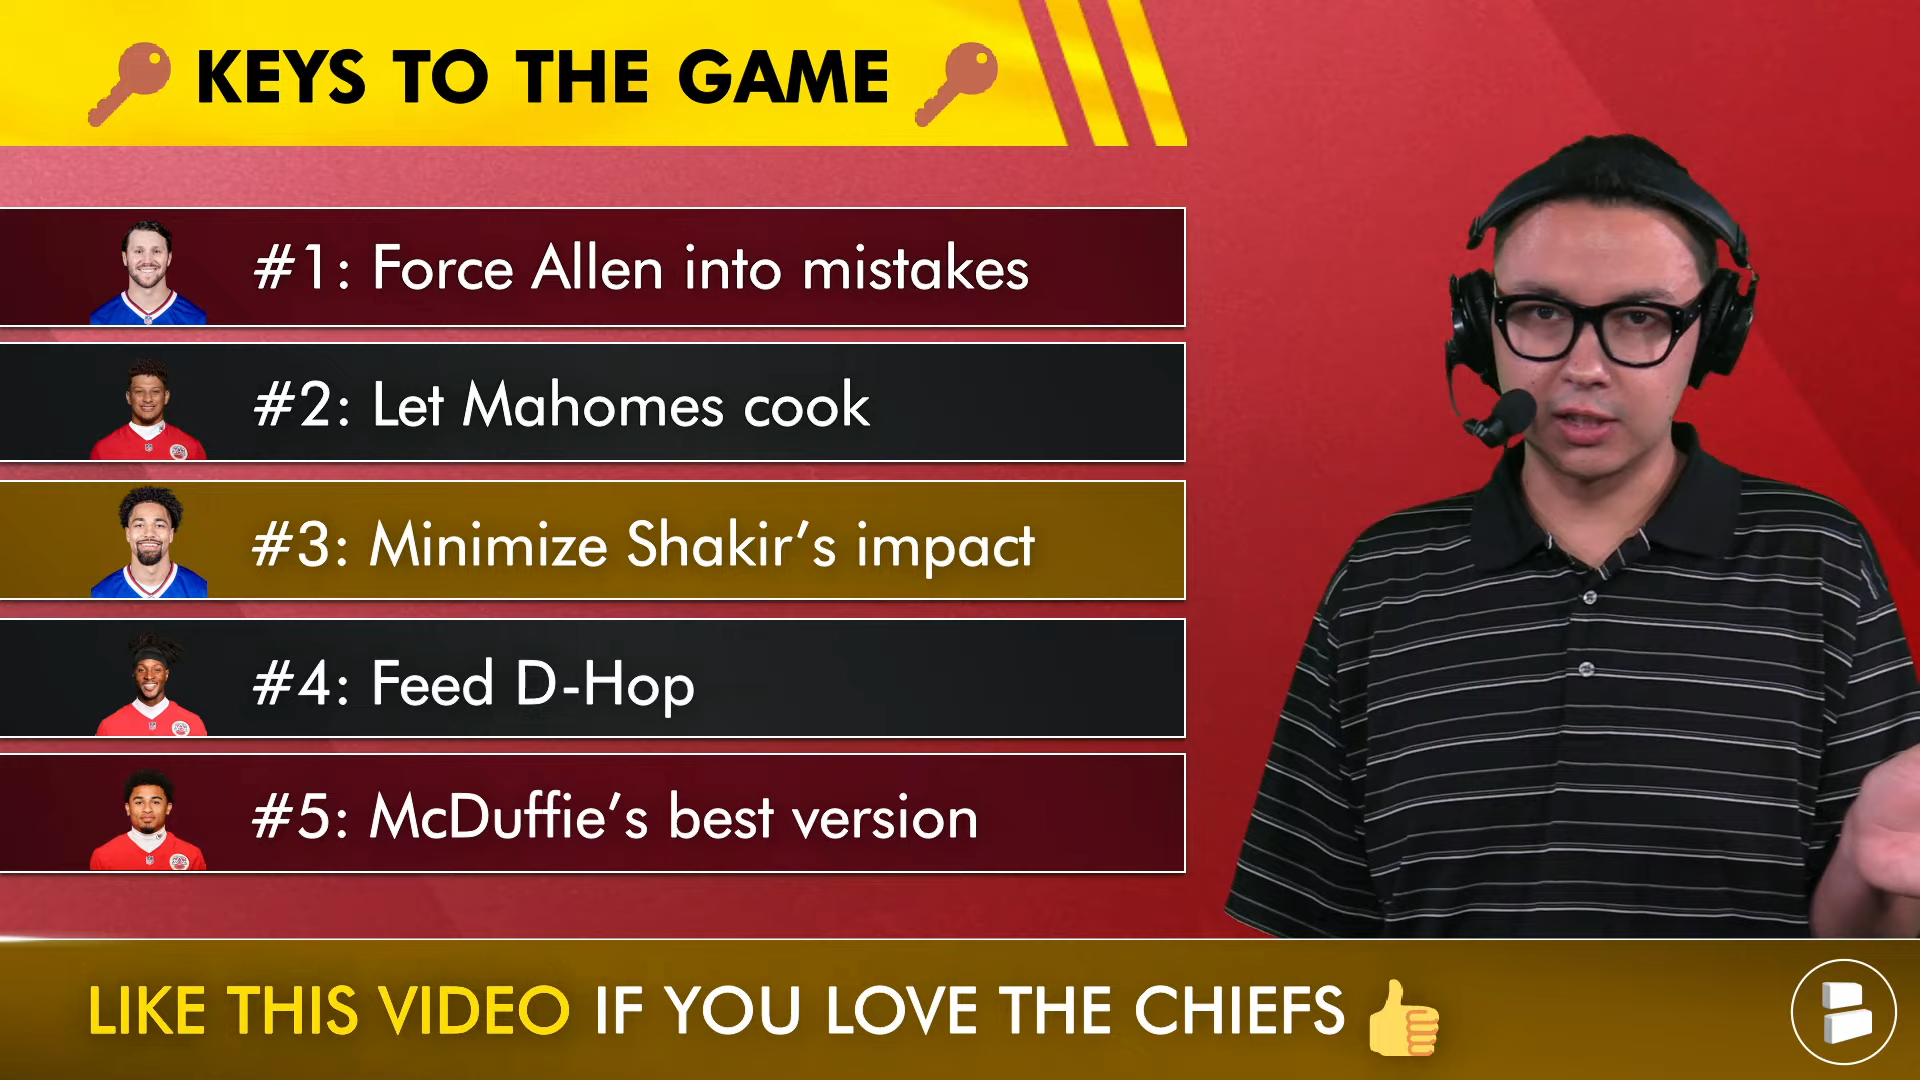 KEYS TO THE GAME
#1: Force Allen into mistakes
#2: Let Mahomes cook
#3: Minimize Shakir's impact
#4: Feed D-Hop
#5: McDuffie's best version
LIKE THIS VIDEO IF YOU LOVE THE CHIEFS